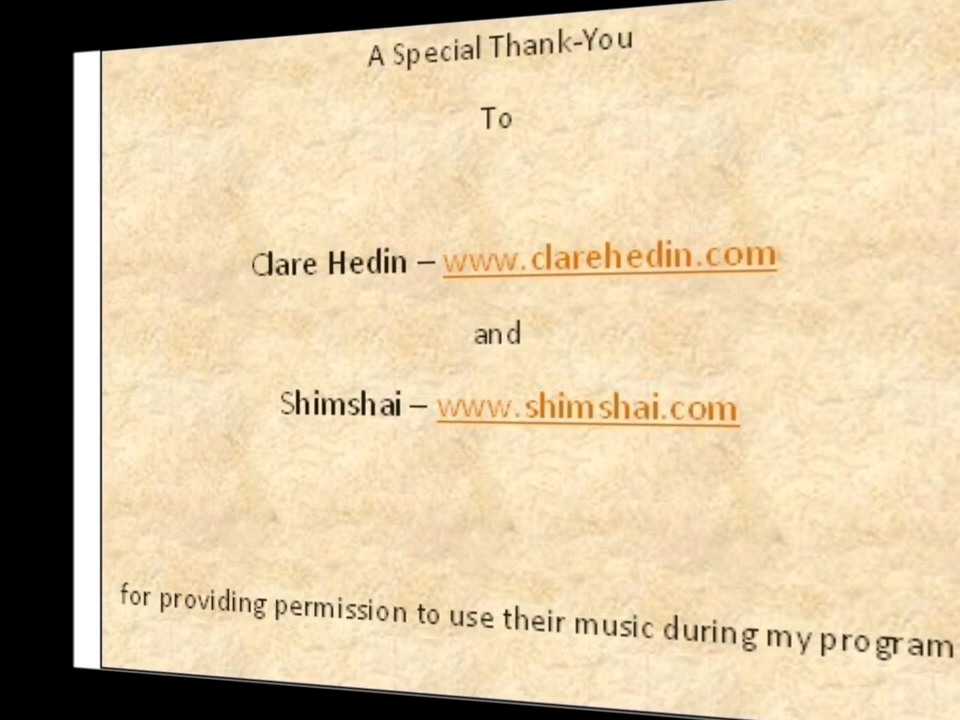 A Special Thank-You
To
Clare Hedin – www.clarehedin.com
and
Shimshai – www.shimshai.com
for providing permission to use their music during my program